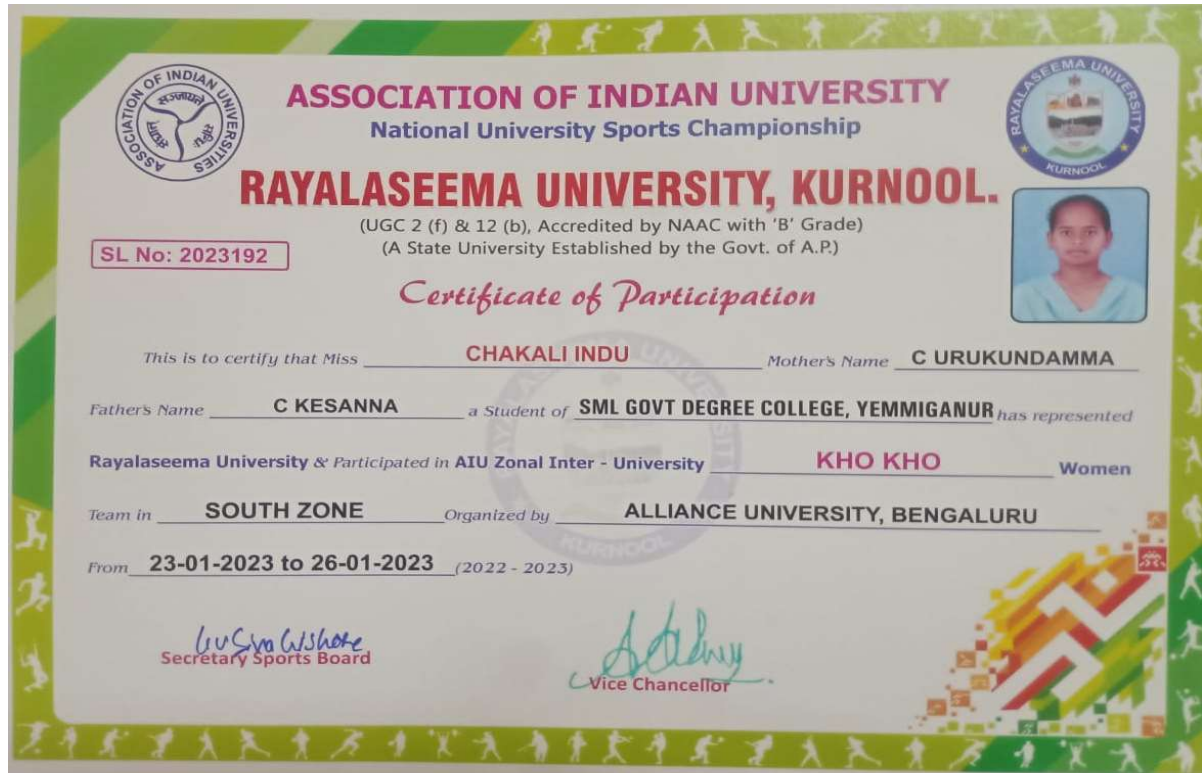 ASSOCIATION OF INDIAN UNIVERSITIES
ASSOCIATION OF INDIAN UNIVERSITY
National University Sports Championship
RAYALASEEMA UNIVERSITY
KURNOOL
RAYALASEEMA UNIVERSITY, KURNOOL.
(UGC 2 (f) & 12 (b), Accredited by NAAC with ‘B’ Grade)
(A State University Established by the Govt. of A.P.)
SL No: 2023192
Certificate of Participation
This is to certify that Miss CHAKALI INDU Mother's Name C URUKUNDAMMA
Father's Name C KESANNA a Student of SML GOVT DEGREE COLLEGE, YEMMIGANUR has represented
Rayalaseema University & Participated in AIU Zonal Inter - University KHO KHO Women
Team in SOUTH ZONE Organized by ALLIANCE UNIVERSITY, BENGALURU
From 23-01-2023 to 26-01-2023 (2022 - 2023)
RAYALASEEMA UNIVERSITY
KURNOOL
Secretary Sports Board
Vice Chancellor